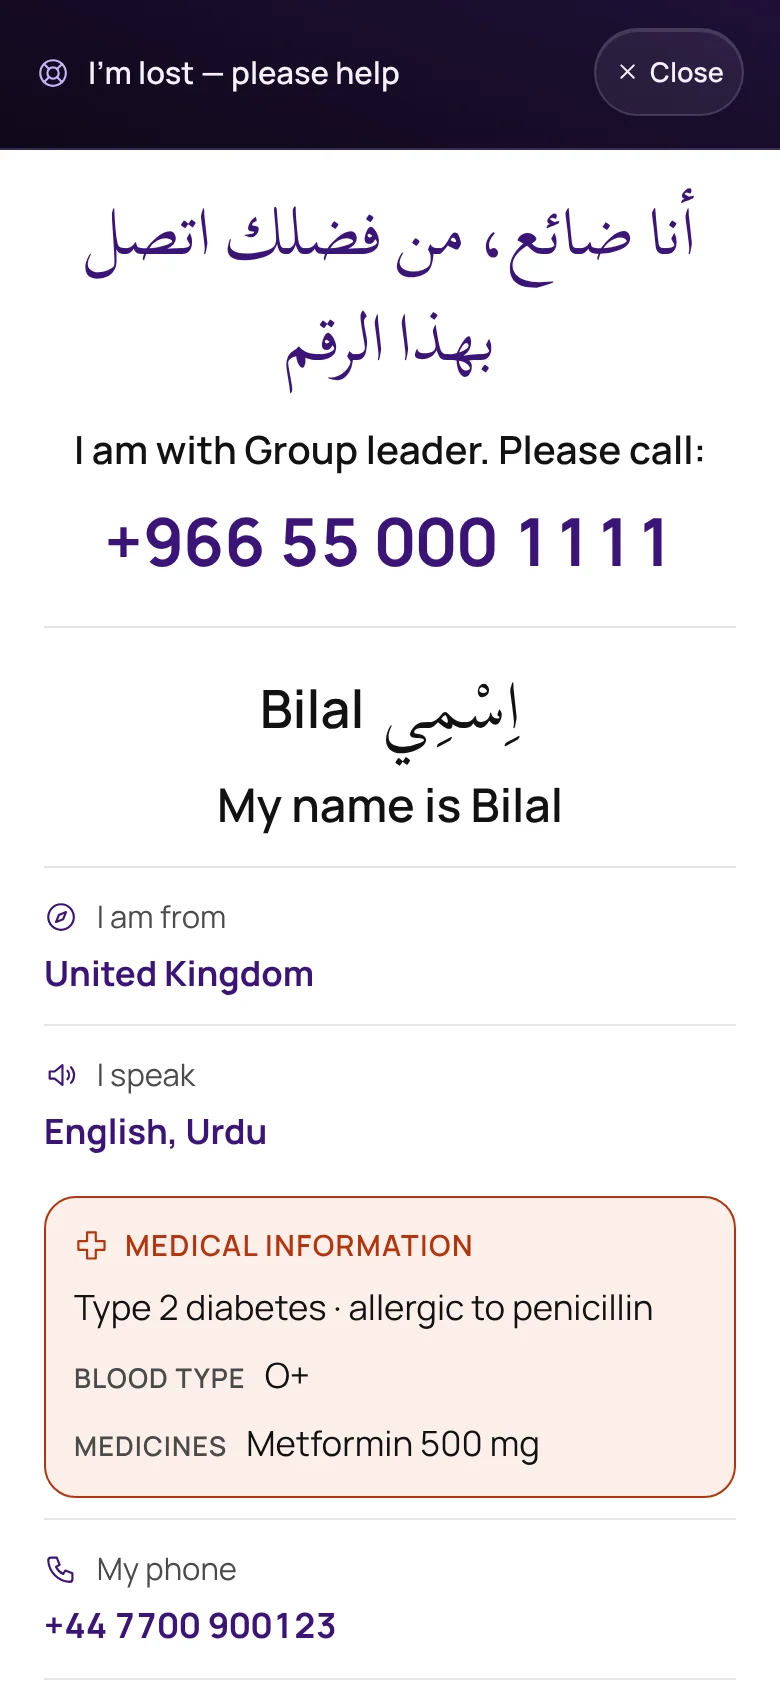 I'm lost — please help
Close
أنا ضائع، من فضلك اتصل
بهذا الرقم
I am with Group leader. Please call:
+966 55 000 1111
اِسْمِي Bilal
My name is Bilal
I am from
United Kingdom
I speak
English, Urdu
MEDICAL INFORMATION
Type 2 diabetes · allergic to penicillin
BLOOD TYPE O+
MEDICINES Metformin 500 mg
My phone
+44 7700 900123